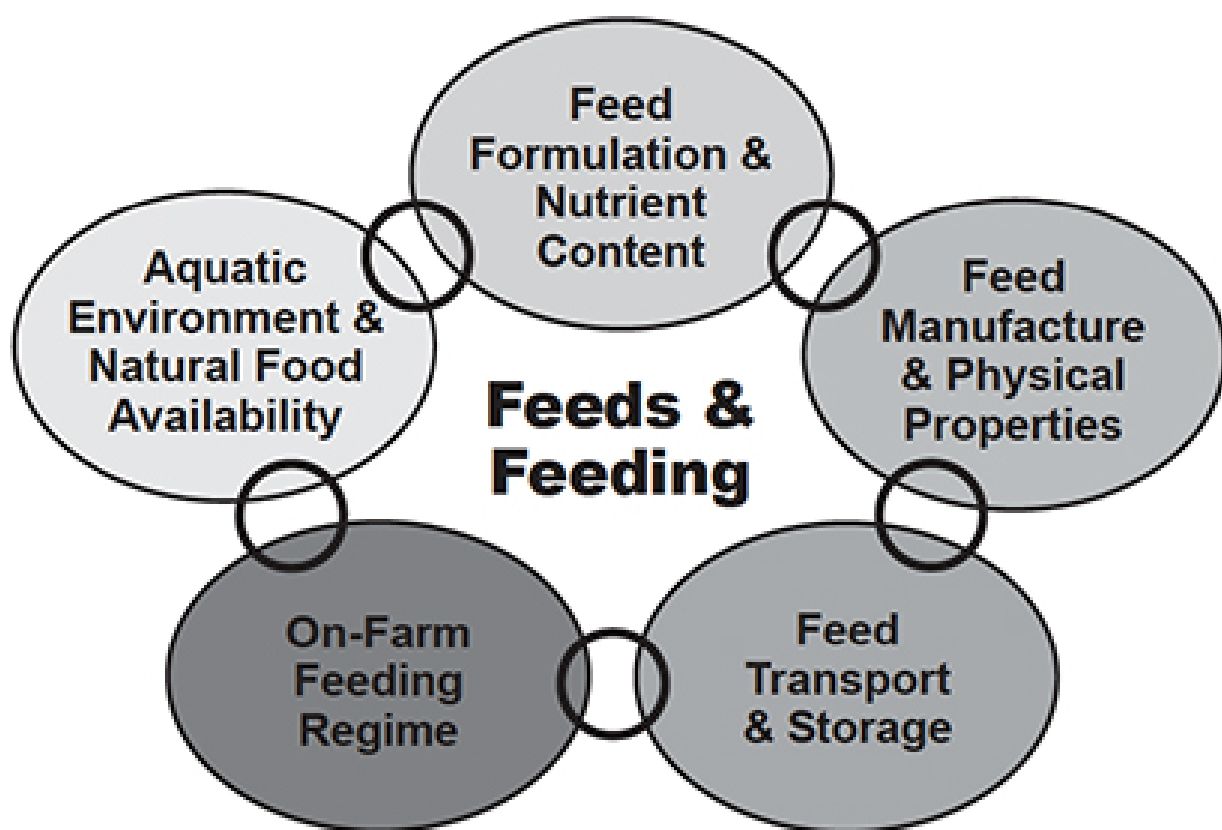 Feed
Formulation &
Nutrient
Content
Aquatic
Environment &
Natural Food
Availability
Feed
Manufacture
& Physical
Properties
Feeds &
Feeding
On-Farm
Feeding
Regime
Feed
Transport
& Storage